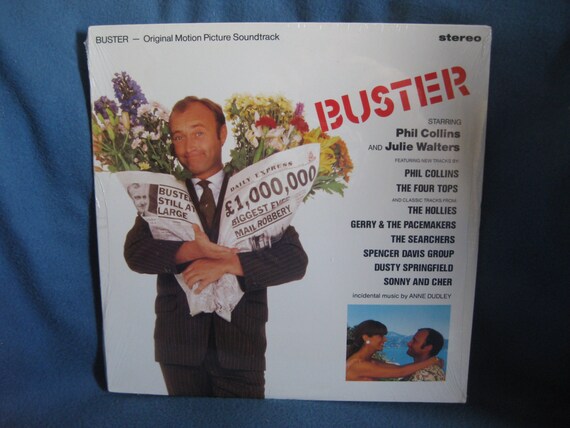 BUSTER — Original Motion Picture Soundtrack
stereo
BUSTER
STARRING
Phil Collins
AND Julie Walters
FEATURING NEW TRACKS BY
PHIL COLLINS
THE FOUR TOPS
AND CLASSIC TRACKS FROM
THE HOLLIES
GERRY & THE PACEMAKERS
THE SEARCHERS
SPENCER DAVIS GROUP
DUSTY SPRINGFIELD
SONNY AND CHER
incidental music by ANNE DUDLEY
BUSTER
STILL AT
LARGE
DAILY EXPRESS
£1,000,000
BIGGEST EVER
MAIL ROBBERY